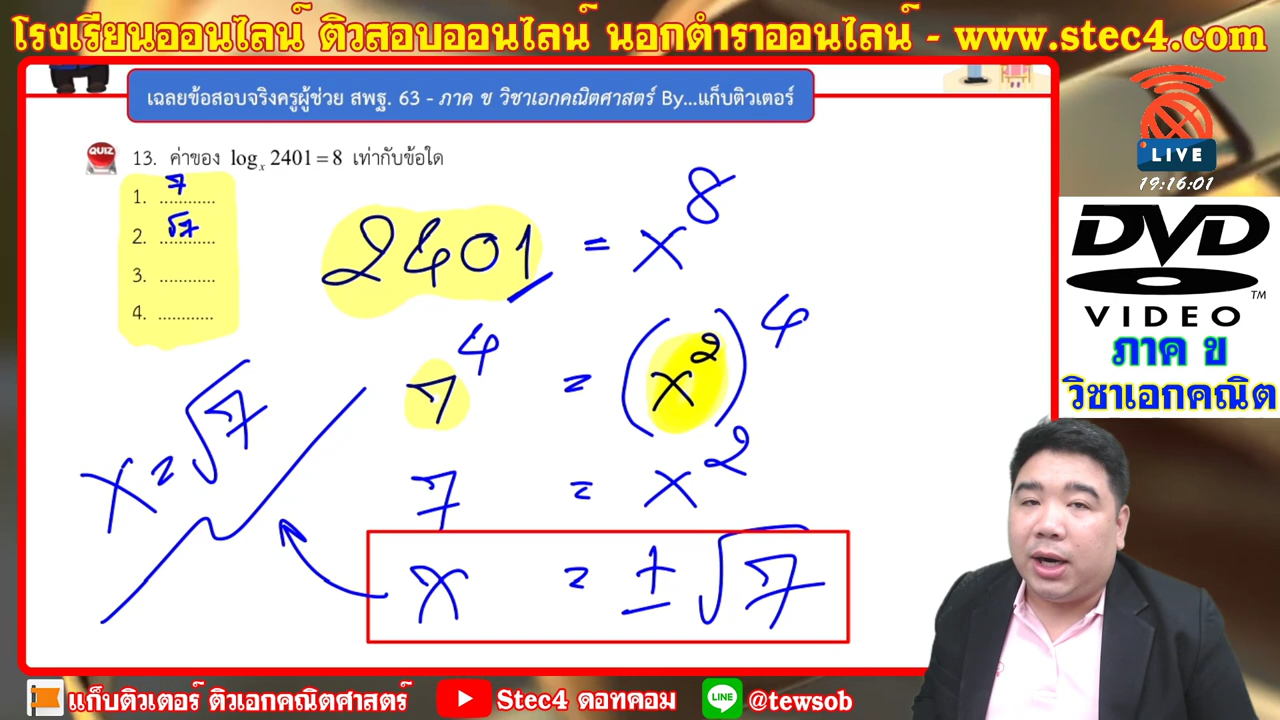 โรงเรียนออนไลน์ ติวสอบออนไลน์ นอกตำราออนไลน์ - www.stec4.com
เฉลยข้อสอบจริงครูผู้ช่วย สพฐ. 63 - ภาค ข วิชาเอกคณิตศาสตร์ By...แก็บติวเตอร์
LIVE
19:16:01
QUIZ
13. ค่าของ logₓ 2401 = 8 เท่ากับข้อใด
1. 7 ............
2. √7 ............
3. ............
4. ............
2401 = x⁸
7⁴ = (x²)⁴
7 = x²
x = ±√7
x = √7
DVD
VIDEO
TM
ภาค ข
วิชาเอกคณิต
แก็บติวเตอร์ ติวเอกคณิตศาสตร์
Stec4 ดอทคอม
LINE
@tewsob